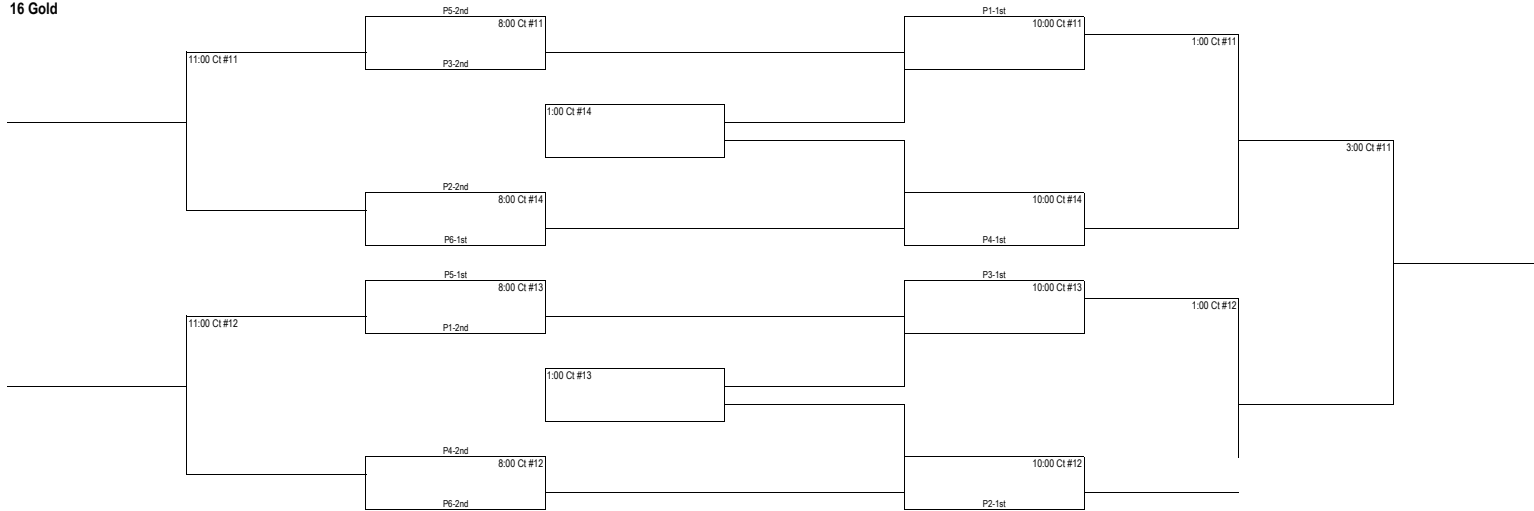 16 Gold
P5-2nd
P1-1st
8:00 Ct #11
10:00 Ct #11
1:00 Ct #11
11:00 Ct #11
P3-2nd
1:00 Ct #14
3:00 Ct #11
P2-2nd
8:00 Ct #14
10:00 Ct #14
P6-1st
P4-1st
P5-1st
P3-1st
8:00 Ct #13
10:00 Ct #13
1:00 Ct #12
11:00 Ct #12
P1-2nd
1:00 Ct #13
P4-2nd
8:00 Ct #12
10:00 Ct #12
P6-2nd
P2-1st